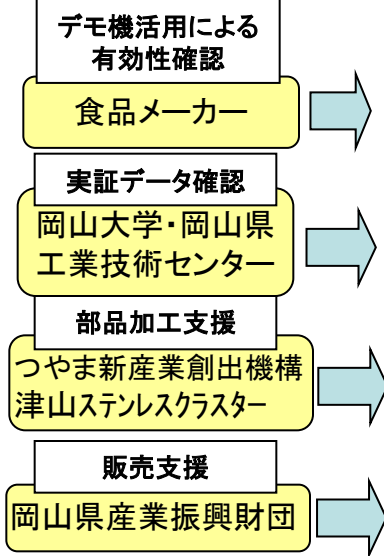 デモ機活用による
有効性確認
食品メーカー
実証データ確認
岡山大学・岡山県
工業技術センター
部品加工支援
つやま新産業創出機構
津山ステンレスクラスター
販売支援
岡山県産業振興財団